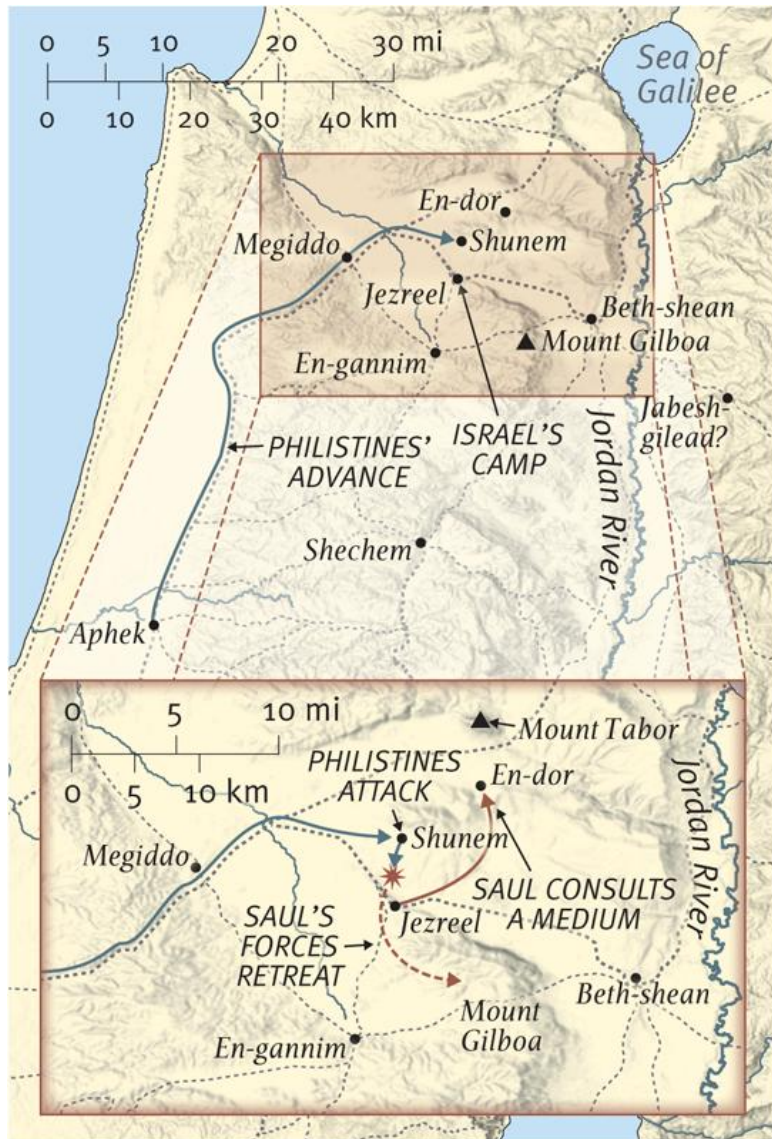 0 10 20 30 mi
0 10 20 30 40 km
Sea of
Galilee
En-dor
Shunem
Megiddo
Jezreel
Beth-shean
Mount Gilboa
En-gannim
Jabesh-
gilead?
ISRAEL'S
CAMP
PHILISTINES'
ADVANCE
Jordan River
Shechem
Aphek
0 5 10 mi
0 5 10 km
Mount Tabor
PHILISTINES
ATTACK
En-dor
Jordan River
Shunem
Megiddo
SAUL CONSULTS
A MEDIUM
Jezreel
SAUL'S
FORCES
RETREAT
Beth-shean
Mount
Gilboa
En-gannim